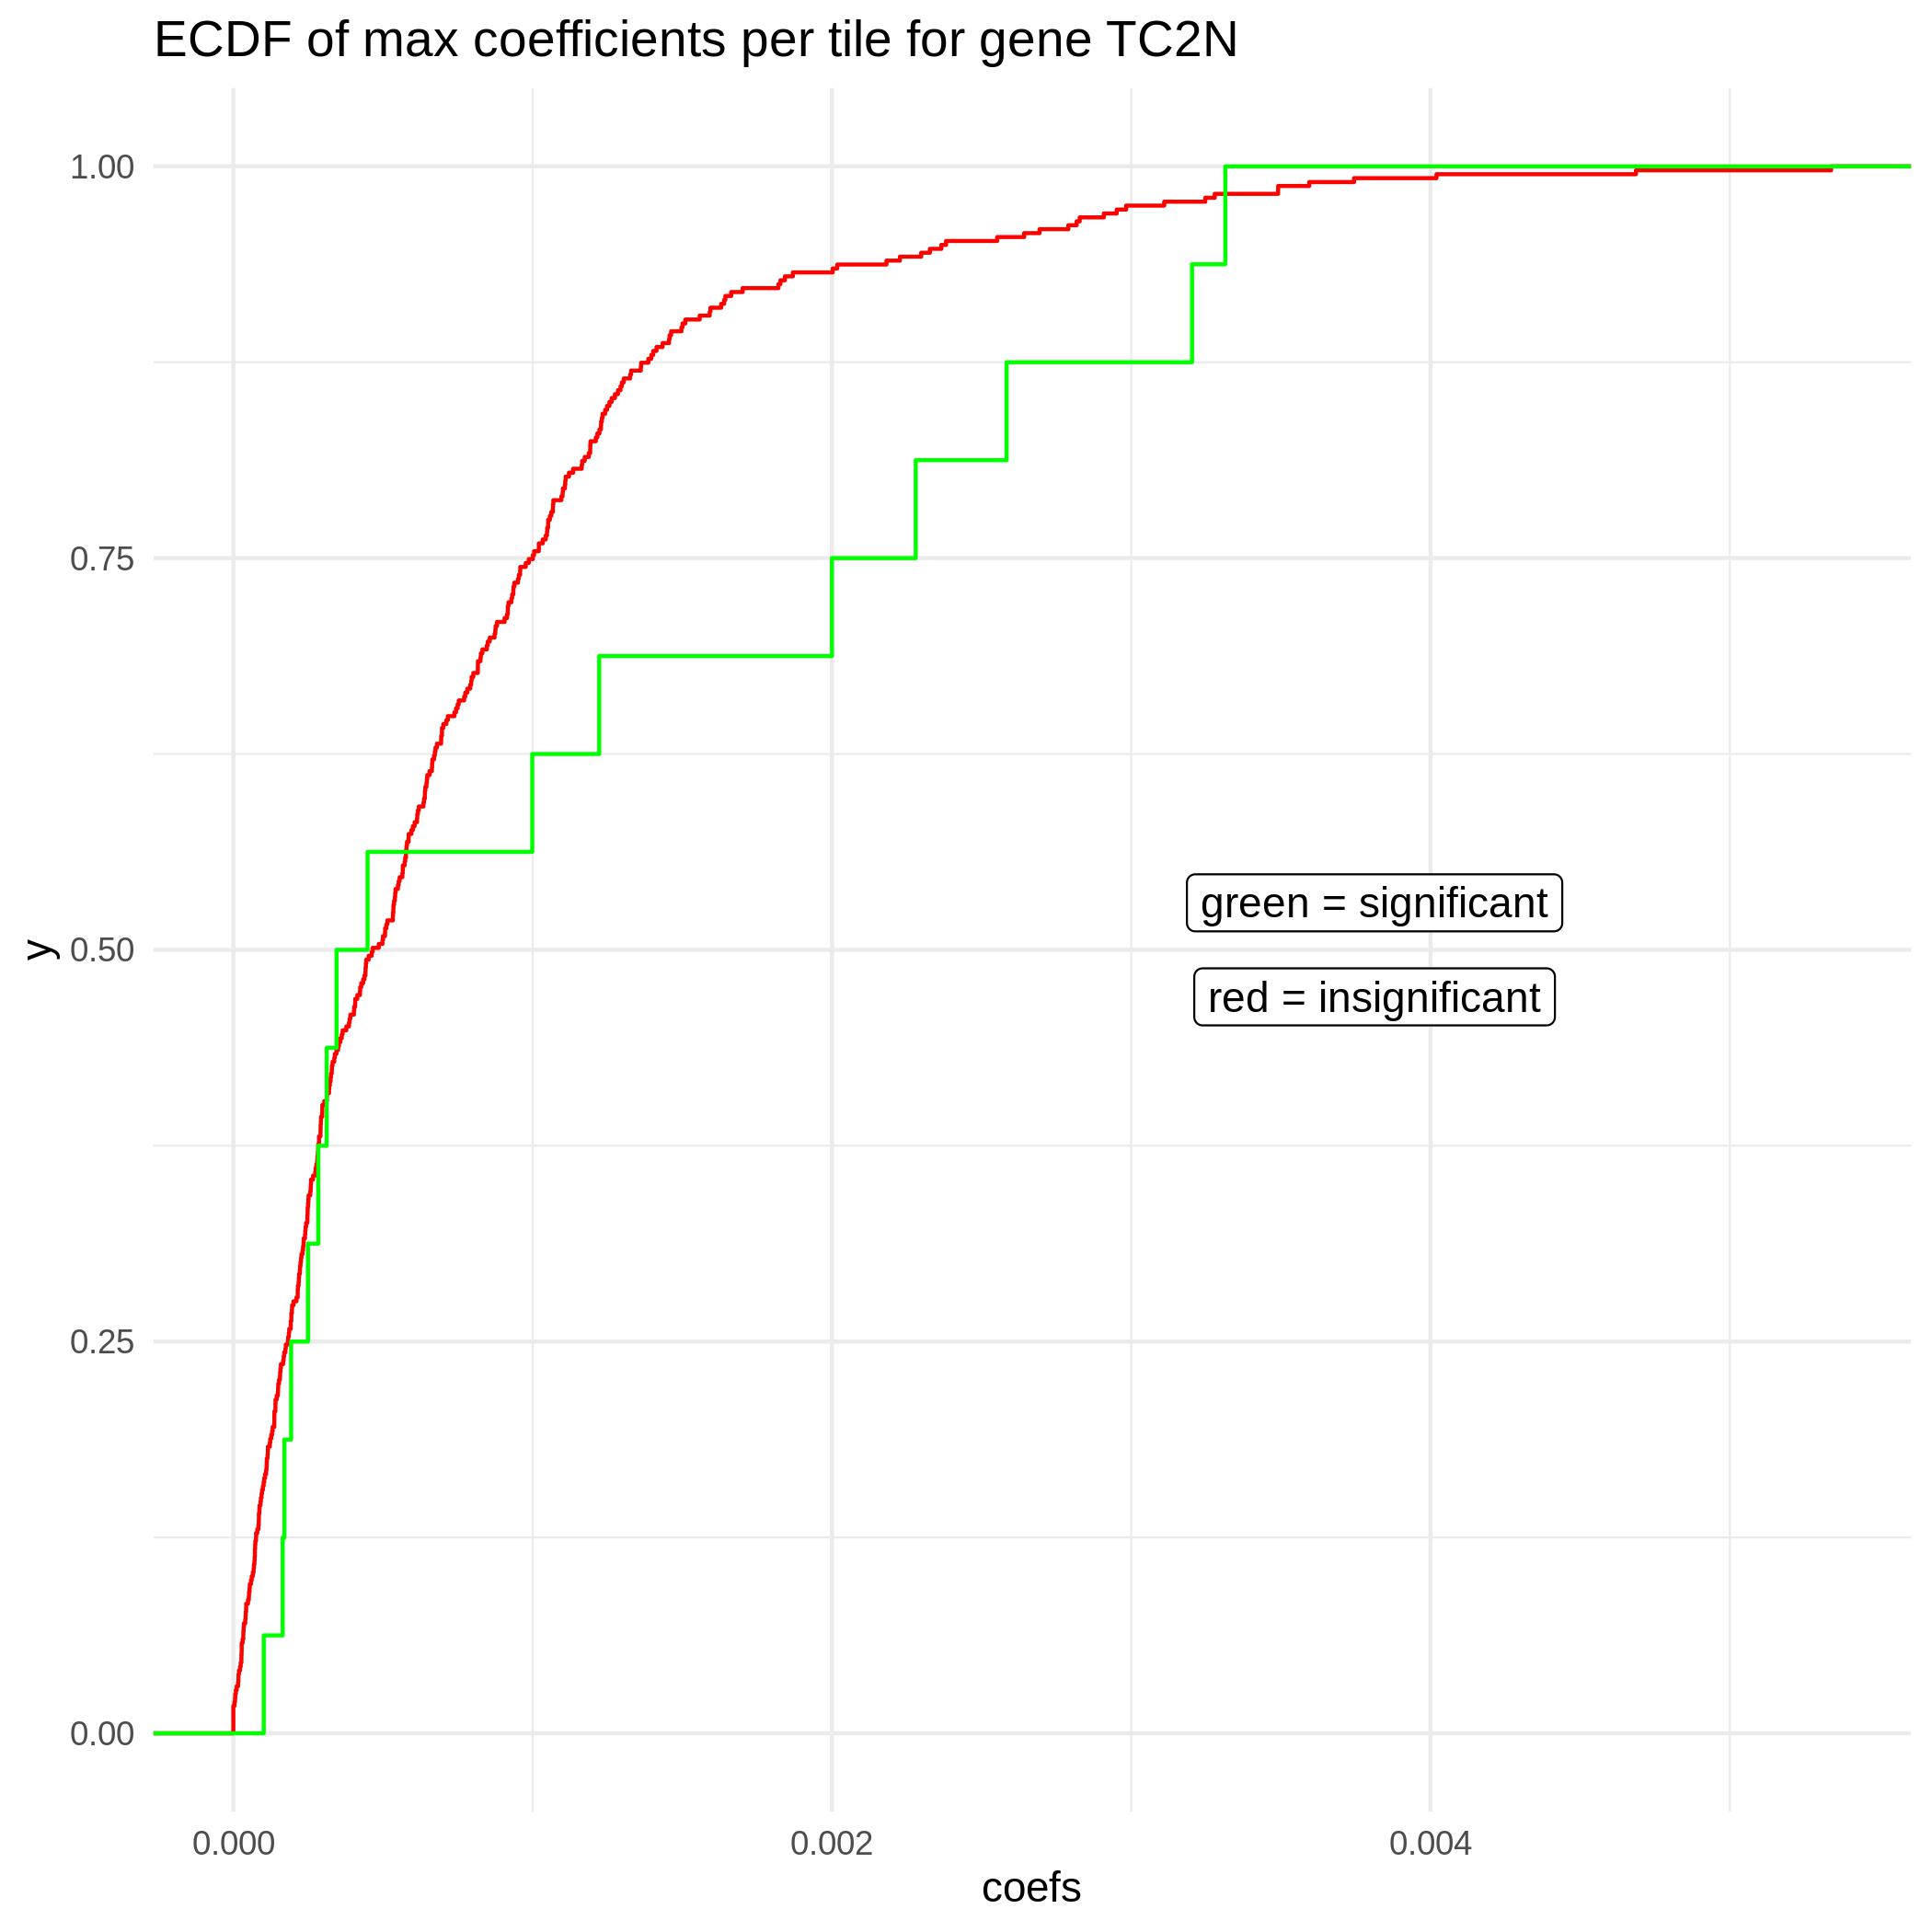 ECDF of max coefficients per tile for gene TC2N
1.00
0.75
0.50
0.25
0.00
y
green = significant
red = insignificant
0.000
0.002
0.004
coefs